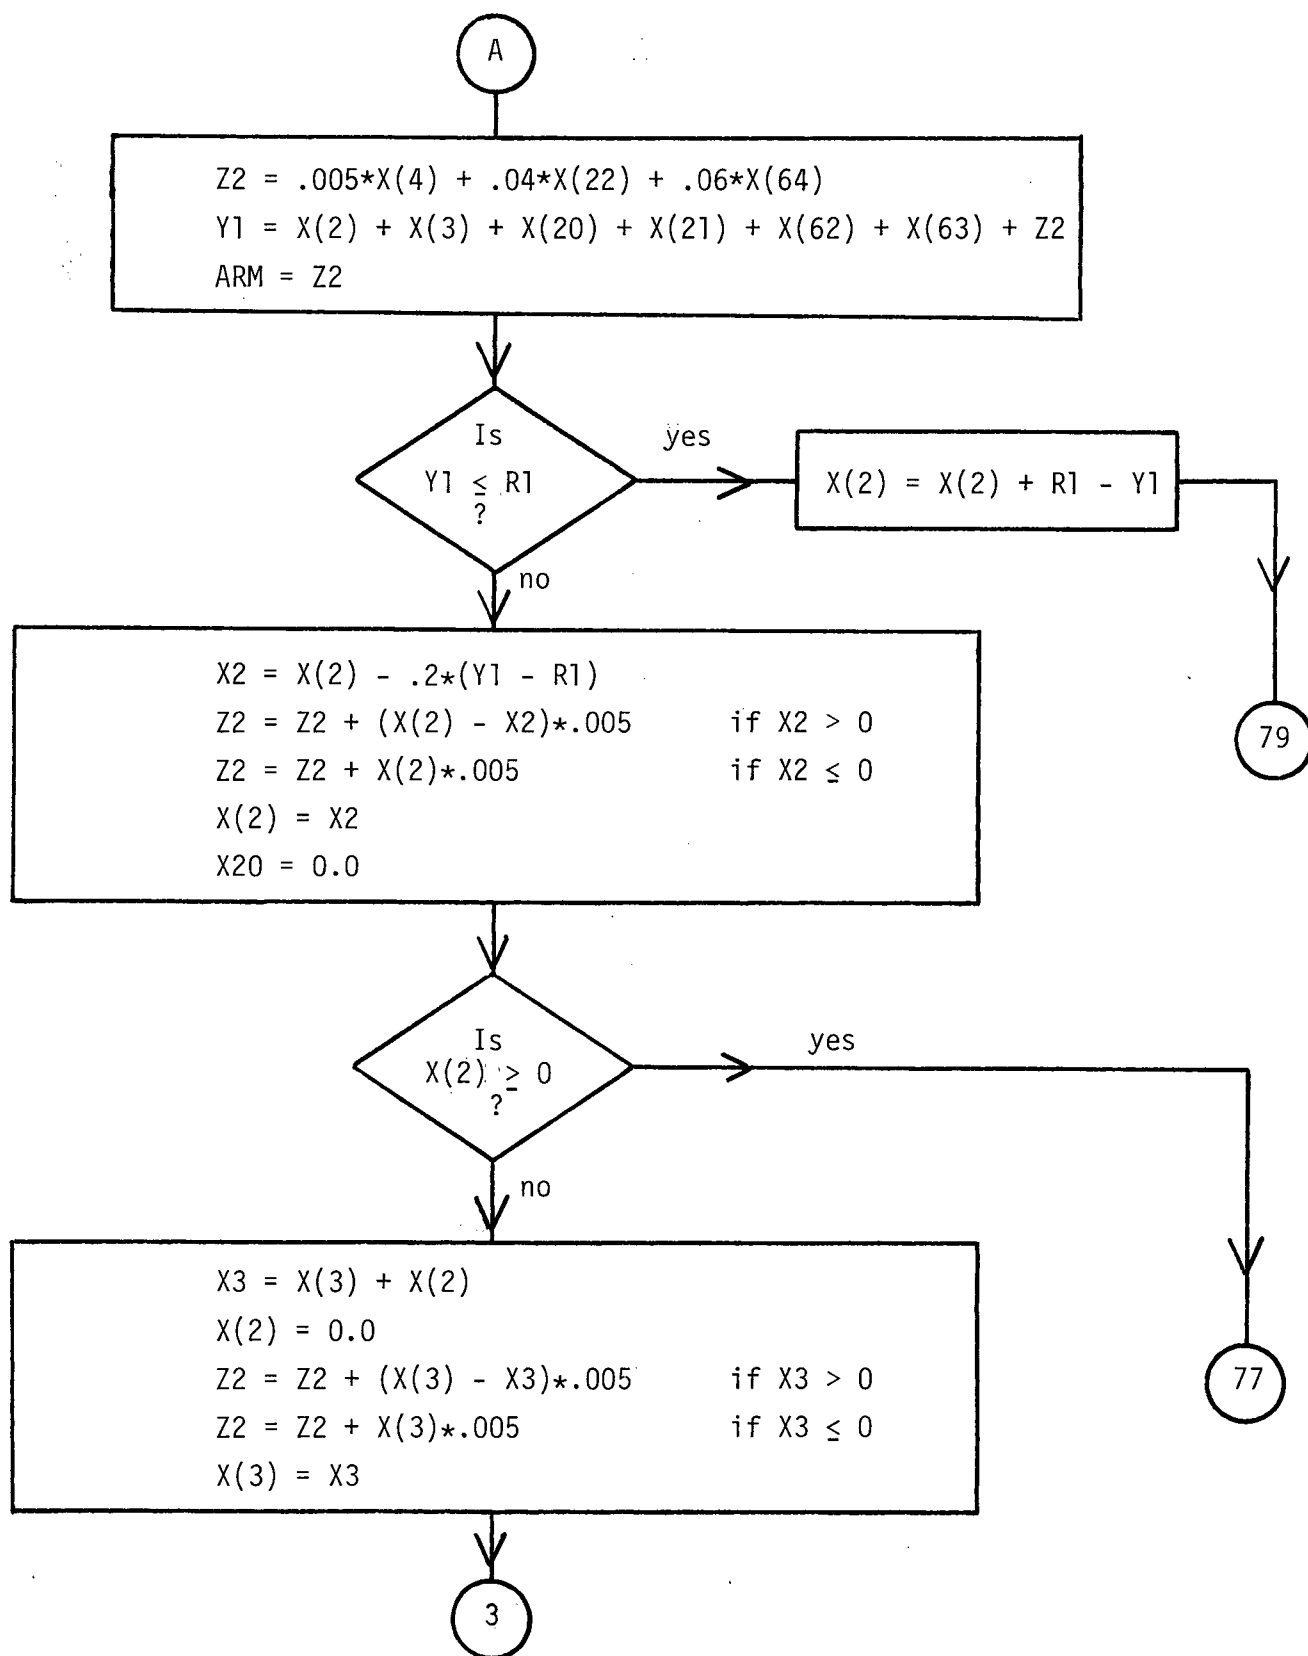 A
Z2 = .005*X(4) + .04*X(22) + .06*X(64)
Y1 = X(2) + X(3) + X(20) + X(21) + X(62) + X(63) + Z2
ARM = Z2
Is
Y1 ≤ R1
?
yes
X(2) = X(2) + R1 - Y1
no
79
X2 = X(2) - .2*(Y1 - R1)
Z2 = Z2 + (X(2) - X2)*.005 if X2 > 0
Z2 = Z2 + X(2)*.005 if X2 ≤ 0
X(2) = X2
X20 = 0.0
Is
X(2) ≥ 0
?
yes
no
77
X3 = X(3) + X(2)
X(2) = 0.0
Z2 = Z2 + (X(3) - X3)*.005 if X3 > 0
Z2 = Z2 + X(3)*.005 if X3 ≤ 0
X(3) = X3
3